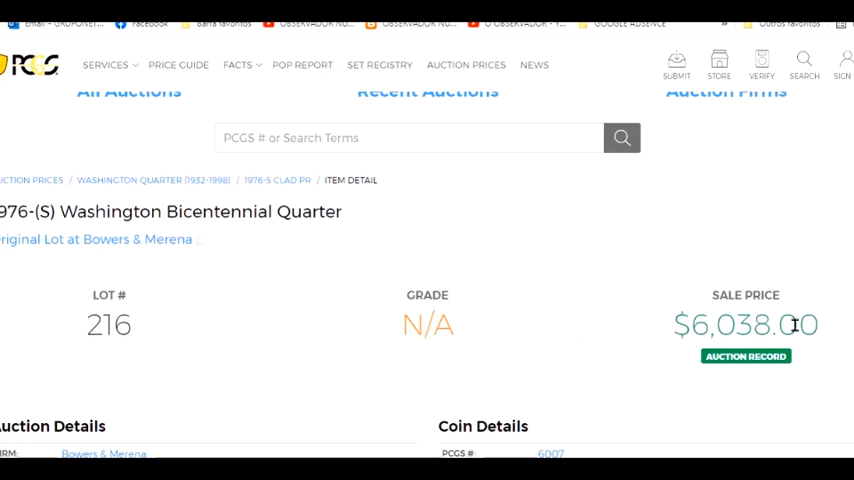 Email – GRUPONET... Facebook Barra favoritos OBSERVADOR NU... OBSERVADOR NU... O OBSERVADOR - Y... GOOGLE ADSENCE » Outros favoritos
PCGS SERVICES PRICE GUIDE FACTS POP REPORT SET REGISTRY AUCTION PRICES NEWS SUBMIT STORE VERIFY SEARCH SIGN
All Auctions Recent Auctions Auction Firms
PCGS # or Search Terms
UCTION PRICES / WASHINGTON QUARTER (1932-1998) / 1976-S CLAD PR / ITEM DETAIL
976-(S) Washington Bicentennial Quarter
riginal Lot at Bowers & Merena
LOT # GRADE SALE PRICE
216 N/A $6,038.00
AUCTION RECORD
uction Details Coin Details
IRM: Bowers & Merena PCGS #: 6007